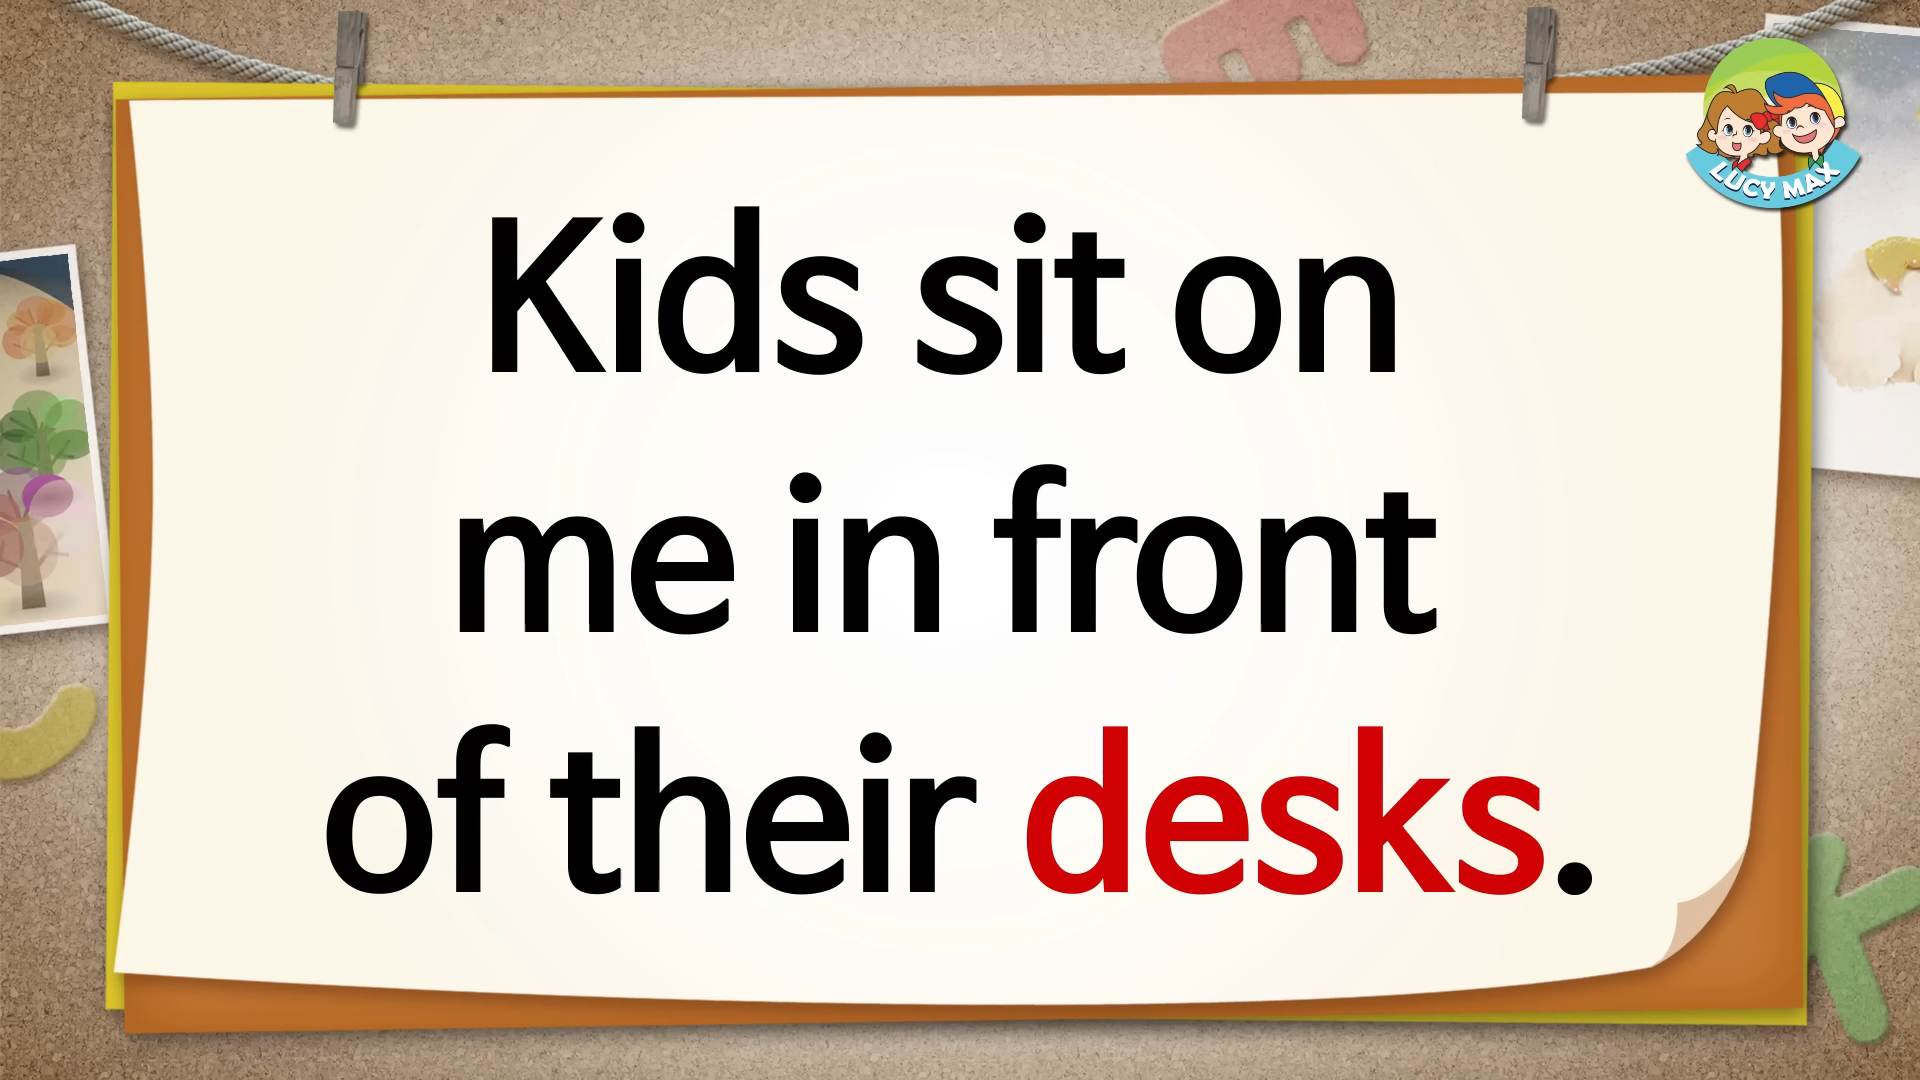 LUCY MAX
Kids sit on
me in front
of their desks.